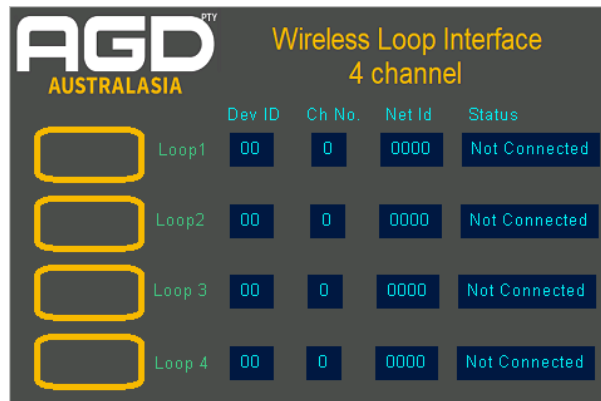 AGD PTY
AUSTRALASIA
Wireless Loop Interface
4 channel
Dev ID Ch No. Net Id Status
Loop1 00 0 0000 Not Connected
Loop2 00 0 0000 Not Connected
Loop 3 00 0 0000 Not Connected
Loop 4 00 0 0000 Not Connected